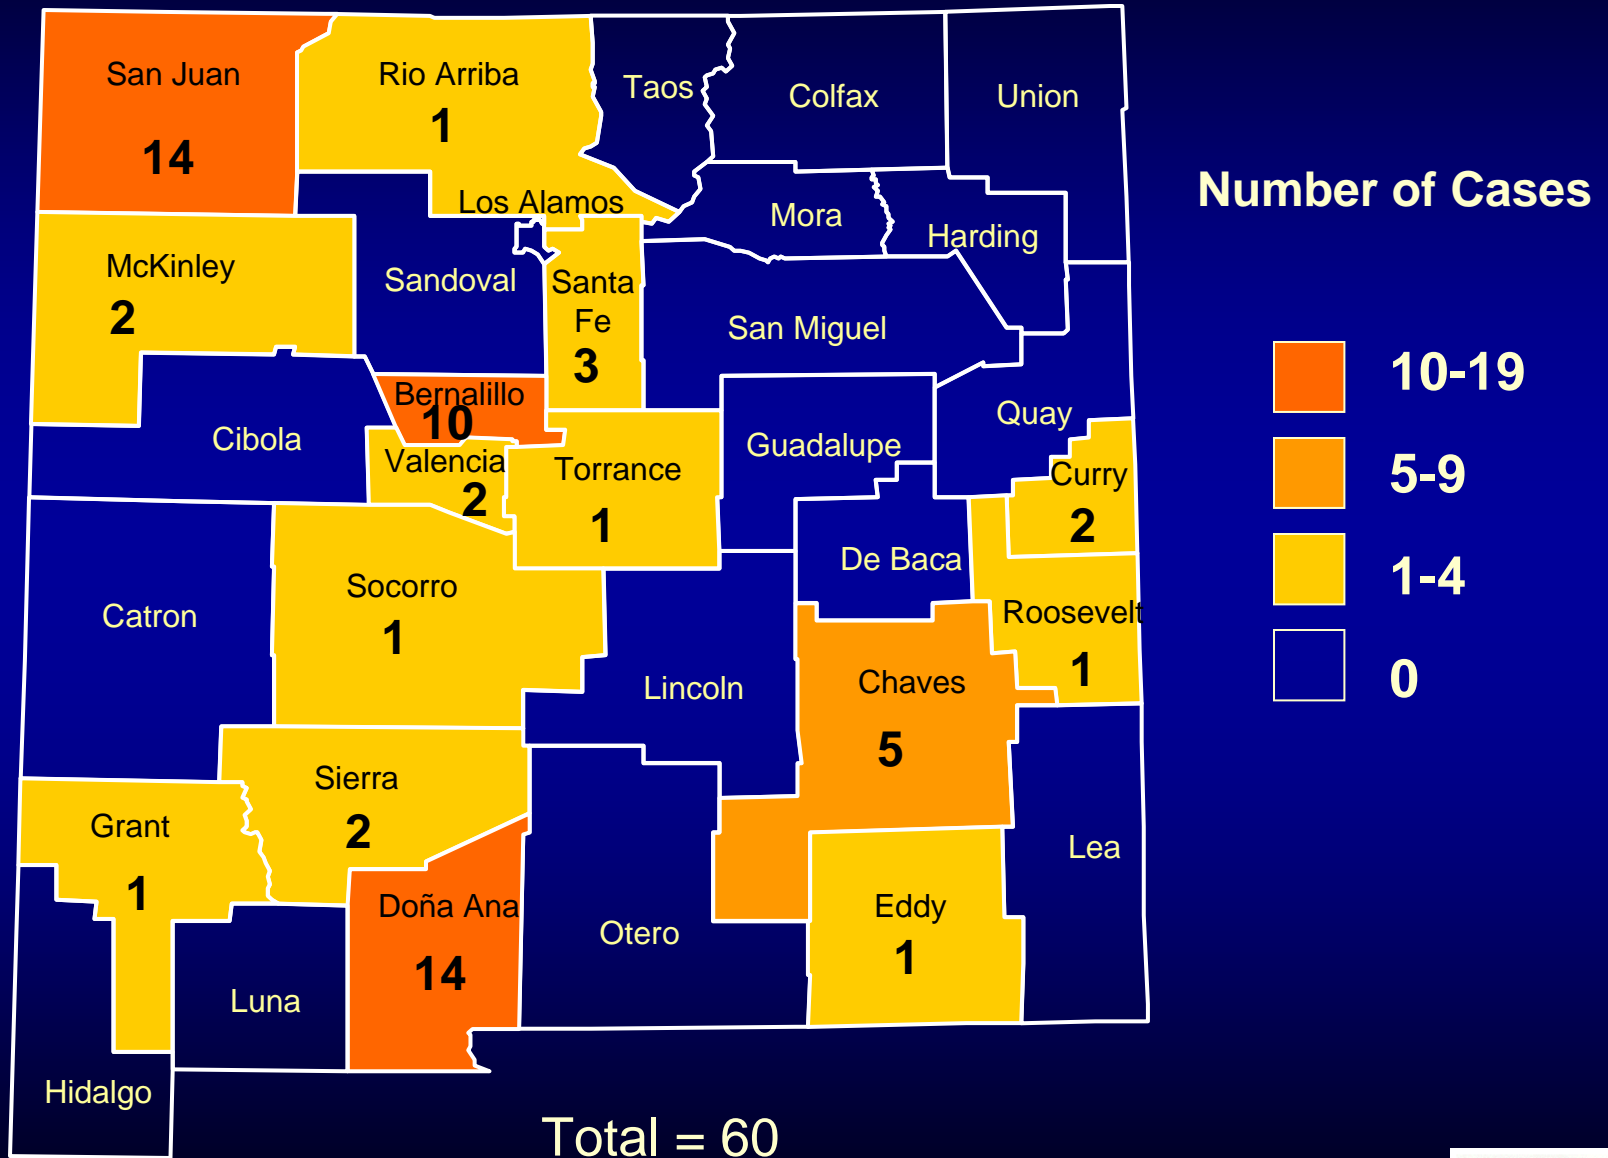 San Juan
14
Rio Arriba
1
Taos
Colfax
Union
Number of Cases
Los Alamos
Mora
Harding
McKinley
2
Sandoval
Santa
Fe
3
San Miguel
10-19
Bernalillo
10
Cibola
Valencia
2
Torrance
1
Guadalupe
Quay
5-9
Curry
2
De Baca
1-4
Catron
Socorro
1
Roosevelt
1
Lincoln
Chaves
5
0
Sierra
2
Grant
1
Lea
Doña Ana
14
Otero
Eddy
1
Luna
Hidalgo
Total = 60